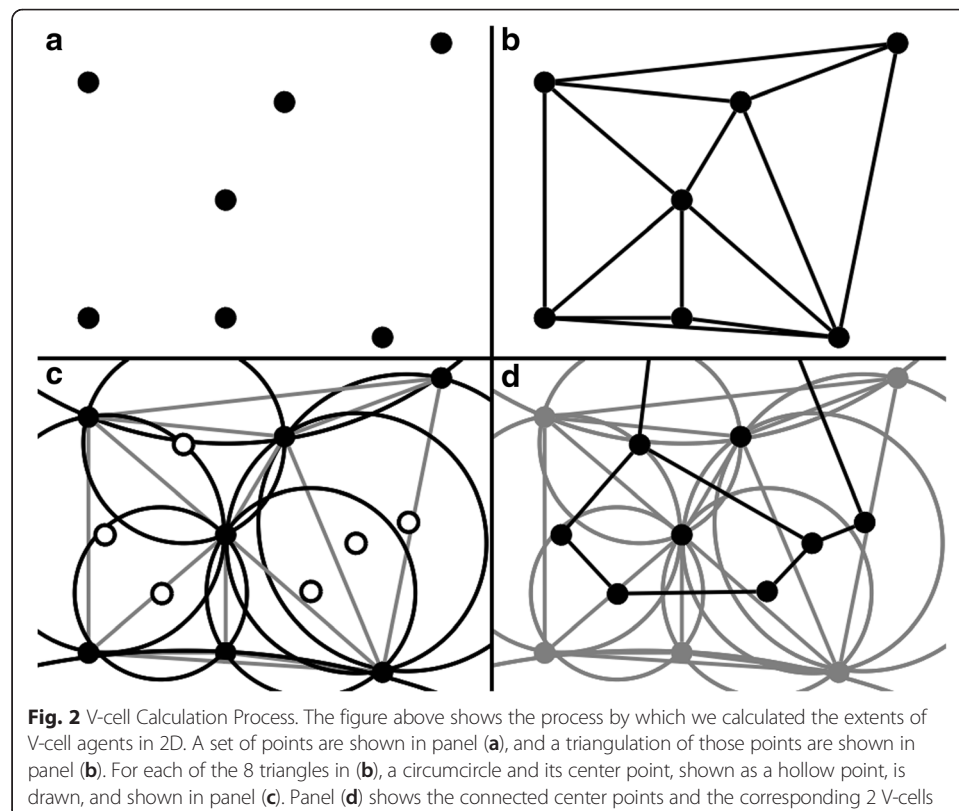 a
b
c
d
Fig. 2 V-cell Calculation Process. The figure above shows the process by which we calculated the extents of
V-cell agents in 2D. A set of points are shown in panel (a), and a triangulation of those points are shown in
panel (b). For each of the 8 triangles in (b), a circumcircle and its center point, shown as a hollow point, is
drawn, and shown in panel (c). Panel (d) shows the connected center points and the corresponding 2 V-cells